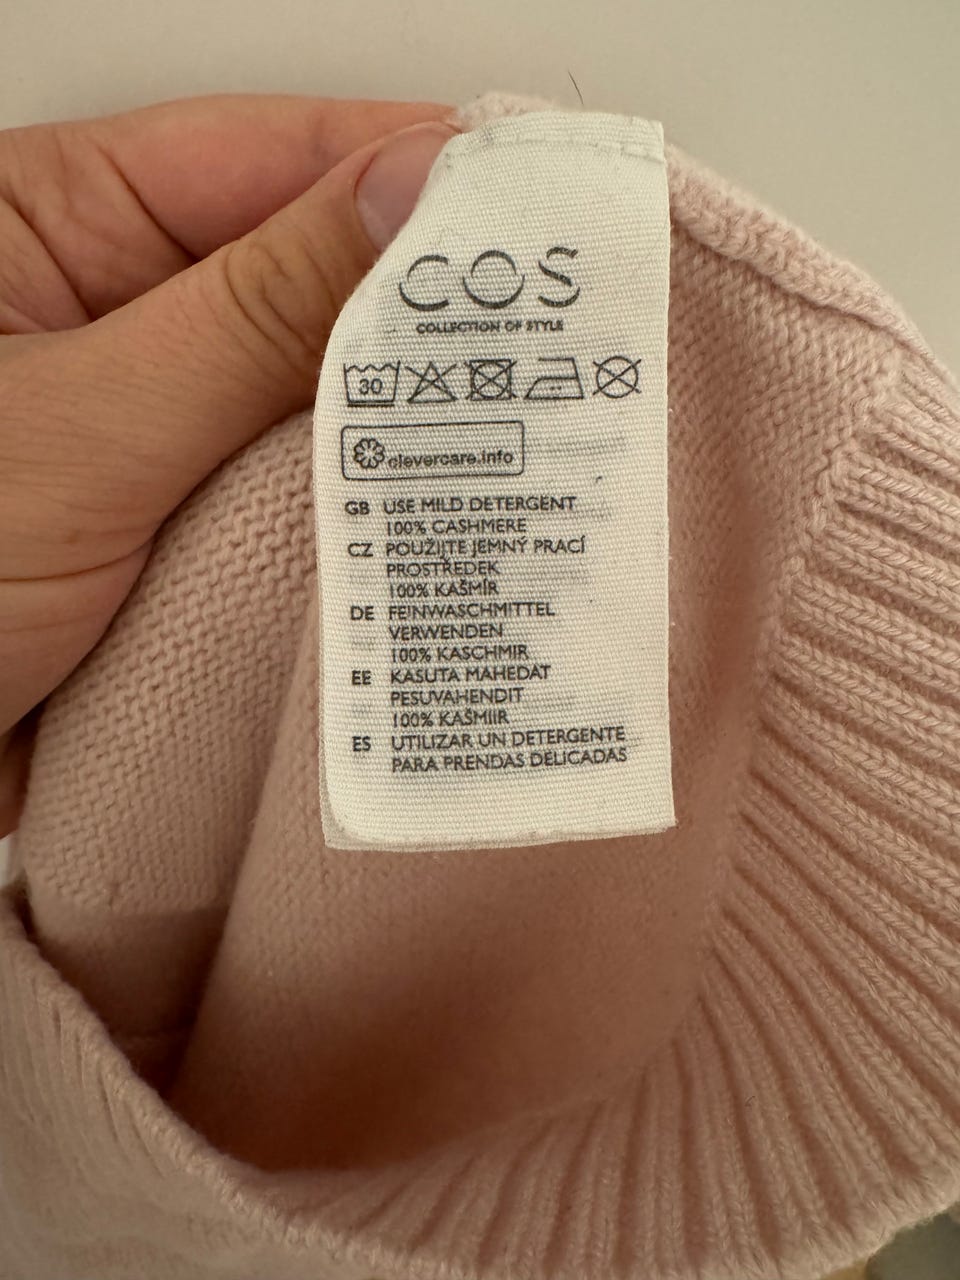 COS
COLLECTION OF STYLE
30
clevercare.info
GB USE MILD DETERGENT
100% CASHMERE
CZ POUŽIJTE JEMNÝ PRACÍ
PROSTŘEDEK
100% KAŠMÍR
DE FEINWASCHMITTEL
VERWENDEN
100% KASCHMIR
EE KASUTA MAHEDAT
PESUVAHENDIT
100% KAŠMIIR
ES UTILIZAR UN DETERGENTE
PARA PRENDAS DELICADAS